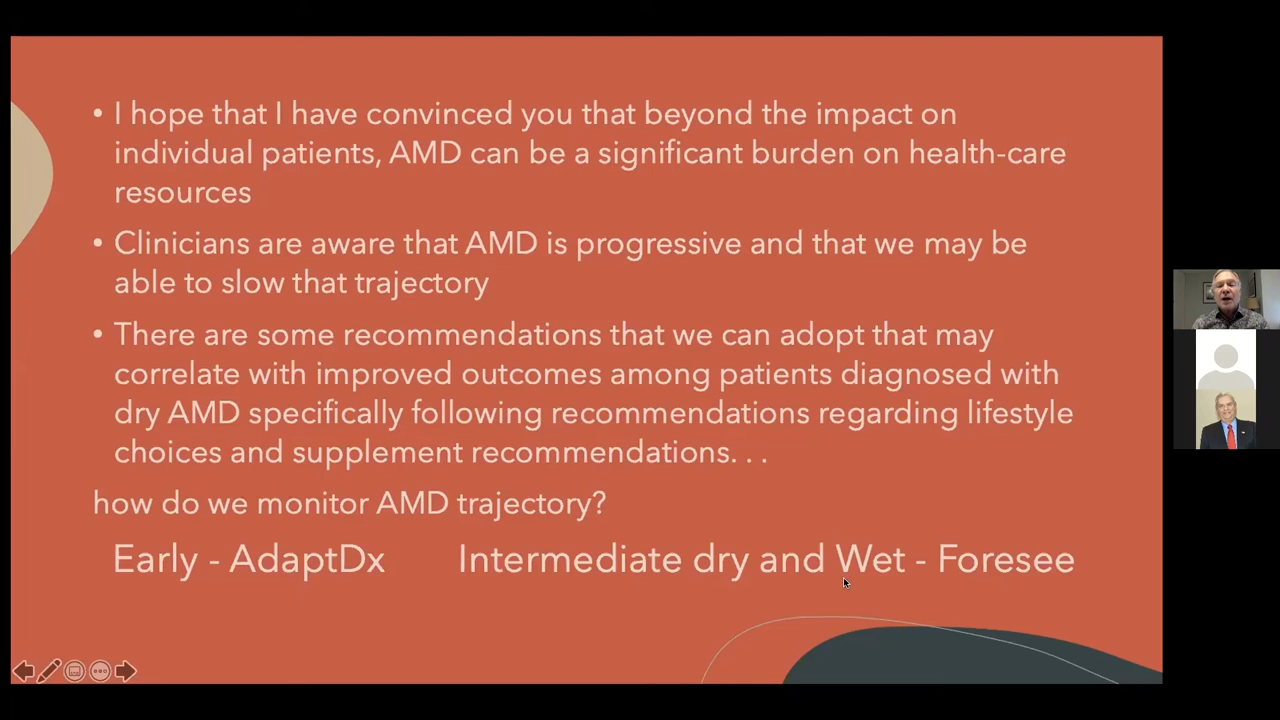 • I hope that I have convinced you that beyond the impact on
individual patients, AMD can be a significant burden on health-care
resources
• Clinicians are aware that AMD is progressive and that we may be
able to slow that trajectory
• There are some recommendations that we can adopt that may
correlate with improved outcomes among patients diagnosed with
dry AMD specifically following recommendations regarding lifestyle
choices and supplement recommendations. . .
how do we monitor AMD trajectory?
Early - AdaptDx Intermediate dry and Wet - Foresee